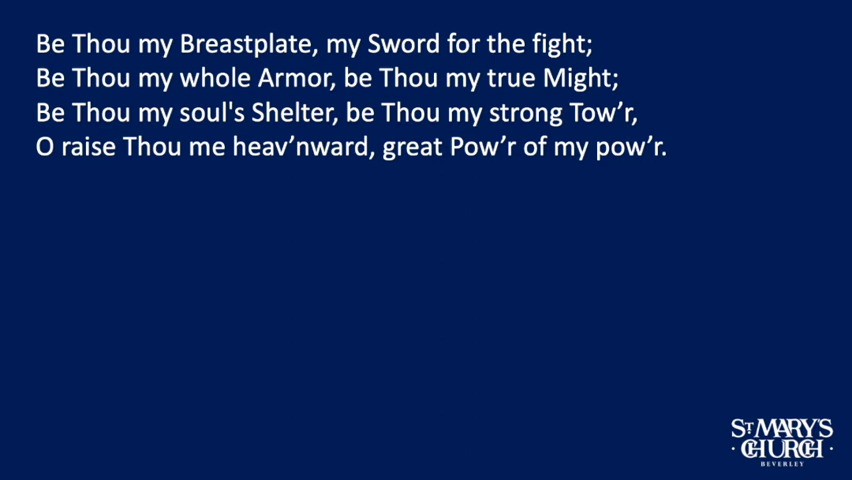 Be Thou my Breastplate, my Sword for the fight;
Be Thou my whole Armor, be Thou my true Might;
Be Thou my soul's Shelter, be Thou my strong Tow’r,
O raise Thou me heav’nward, great Pow’r of my pow’r.
ST MARY'S
· CHURCH ·
BEVERLEY